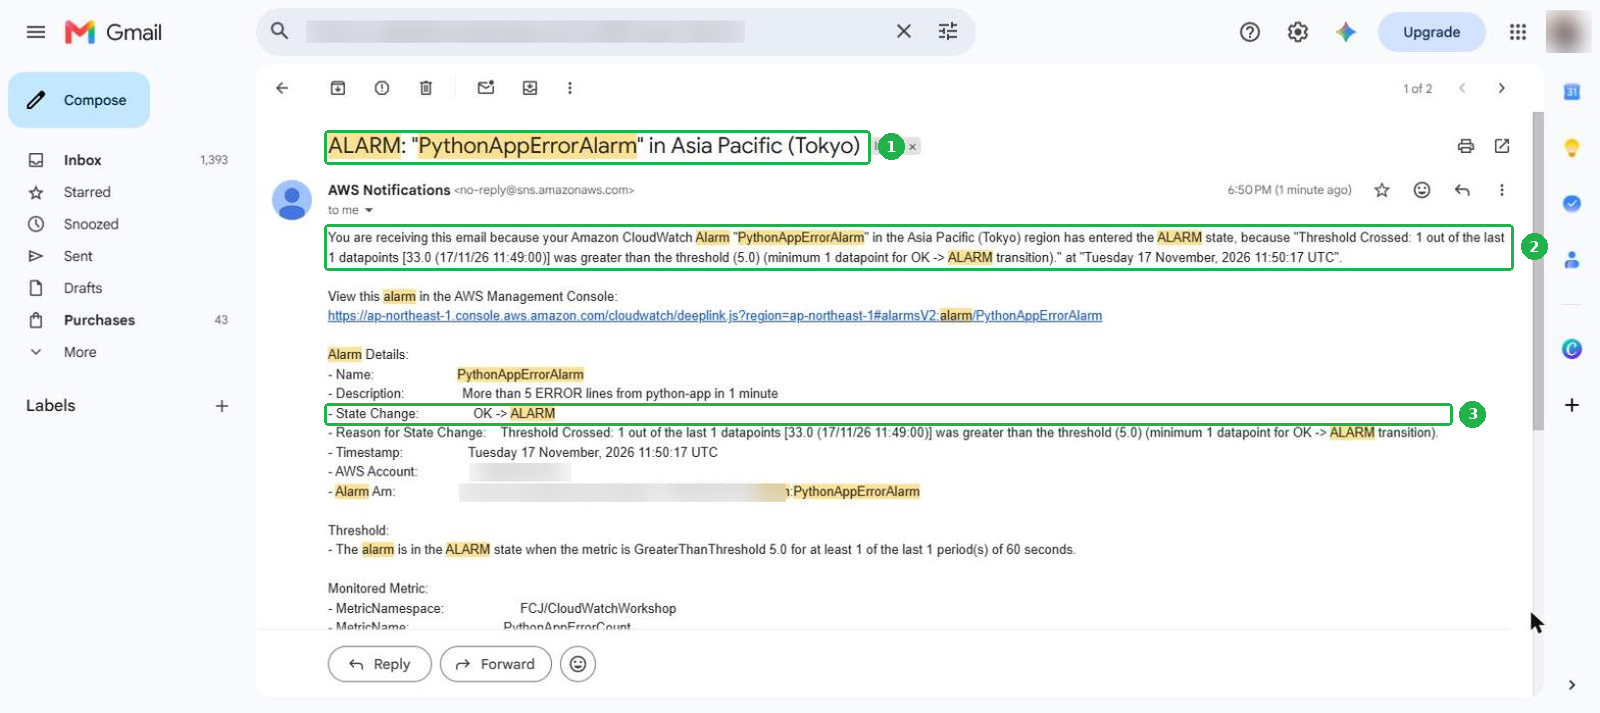 Gmail
Upgrade
Compose
1 of 2
Inbox 1,393
Starred
Snoozed
Sent
Drafts
Purchases 43
More
Labels
ALARM: "PythonAppErrorAlarm" in Asia Pacific (Tokyo) 1
AWS Notifications <no-reply@sns.amazonaws.com> 6:50 PM (1 minute ago)
to me
You are receiving this email because your Amazon CloudWatch Alarm "PythonAppErrorAlarm" in the Asia Pacific (Tokyo) region has entered the ALARM state, because "Threshold Crossed: 1 out of the last
1 datapoints [33.0 (17/11/26 11:49:00)] was greater than the threshold (5.0) (minimum 1 datapoint for OK -> ALARM transition)." at "Tuesday 17 November, 2026 11:50:17 UTC".
2
View this alarm in the AWS Management Console:
https://ap-northeast-1.console.aws.amazon.com/cloudwatch/deeplink.js?region=ap-northeast-1#alarmsV2:alarm/PythonAppErrorAlarm
Alarm Details:
- Name: PythonAppErrorAlarm
- Description: More than 5 ERROR lines from python-app in 1 minute
- State Change: OK -> ALARM
3
- Reason for State Change: Threshold Crossed: 1 out of the last 1 datapoints [33.0 (17/11/26 11:49:00)] was greater than the threshold (5.0) (minimum 1 datapoint for OK -> ALARM transition).
- Timestamp: Tuesday 17 November, 2026 11:50:17 UTC
- AWS Account:
- Alarm Arn: :PythonAppErrorAlarm
Threshold:
- The alarm is in the ALARM state when the metric is GreaterThanThreshold 5.0 for at least 1 of the last 1 period(s) of 60 seconds.
Monitored Metric:
- MetricNamespace: FCJ/CloudWatchWorkshop
- MetricName: PythonAppErrorCount
Reply
Forward
31